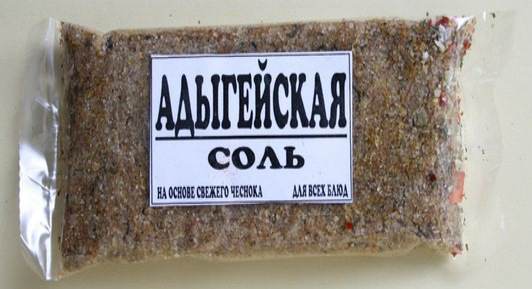 АДЫГЕЙСКАЯ
СОЛЬ
НА ОСНОВЕ СВЕЖЕГО ЧЕСНОКА ДЛЯ ВСЕХ БЛЮД